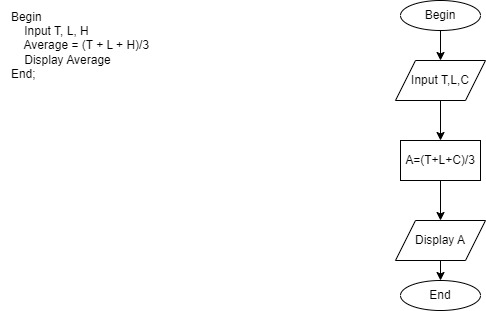 Begin
Input T, L, H
Average = (T + L + H)/3
Display Average
End;
Begin
Input T,L,C
A=(T+L+C)/3
Display A
End